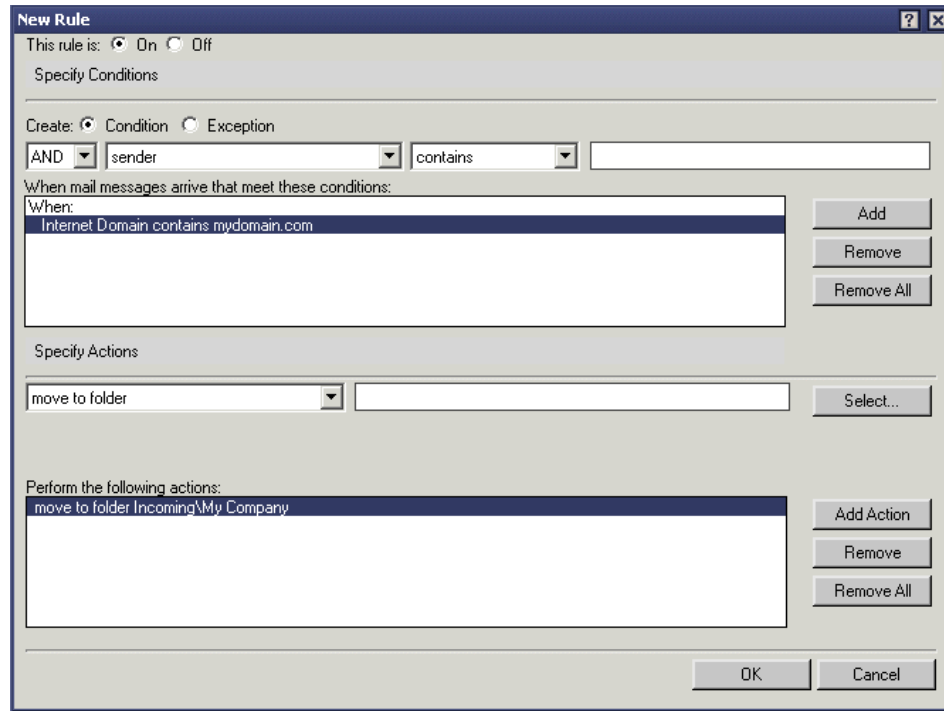 New Rule
This rule is: On Off
Specify Conditions
Create: Condition Exception
AND sender contains
When mail messages arrive that meet these conditions:
When:
Internet Domain contains mydomain.com
Add
Remove
Remove All
Specify Actions
move to folder Select...
Perform the following actions:
move to folder Incoming\My Company
Add Action
Remove
Remove All
OK Cancel